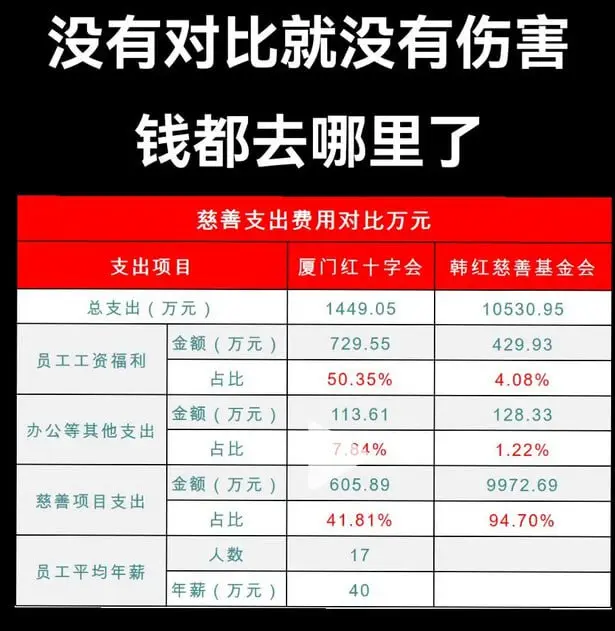 没有对比就没有伤害
钱都去哪里了
慈善支出费用对比万元
支出项目 厦门红十字会 韩红慈善基金会
总支出（万元） 1449.05 10530.95
员工工资福利 金额（万元） 729.55 429.93
占比 50.35% 4.08%
办公等其他支出 金额（万元） 113.61 128.33
占比 7.84% 1.22%
慈善项目支出 金额（万元） 605.89 9972.69
占比 41.81% 94.70%
员工平均年薪 人数 17
年薪（万元） 40